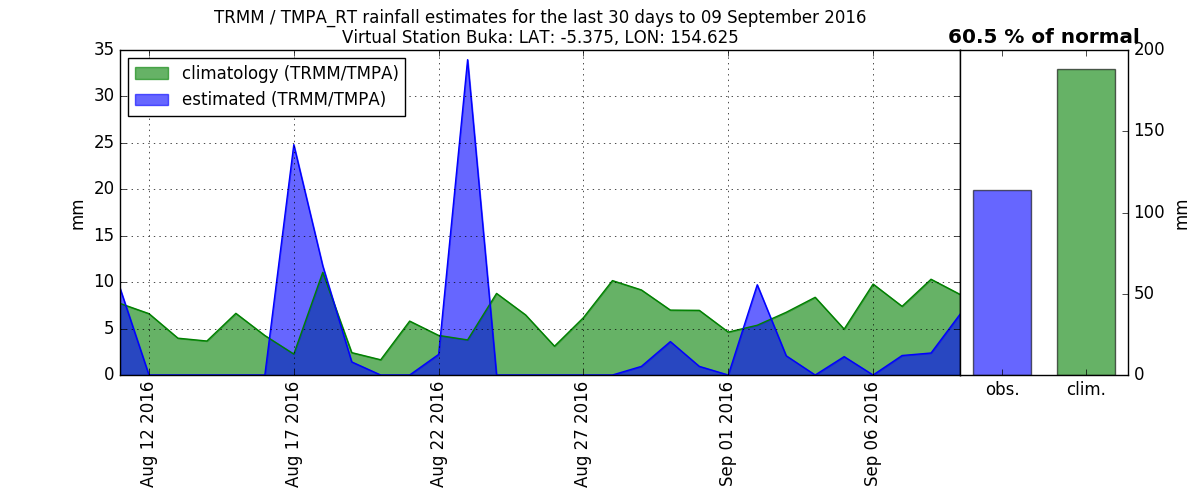 TRMM / TMPA_RT rainfall estimates for the last 30 days to 09 September 2016
Virtual Station Buka: LAT: -5.375, LON: 154.625
60.5 % of normal
climatology (TRMM/TMPA)
estimated (TRMM/TMPA)
35
30
25
20
15
10
5
0
mm
Aug 12 2016
Aug 17 2016
Aug 22 2016
Aug 27 2016
Sep 01 2016
Sep 06 2016
200
150
100
50
0
mm
obs.
clim.